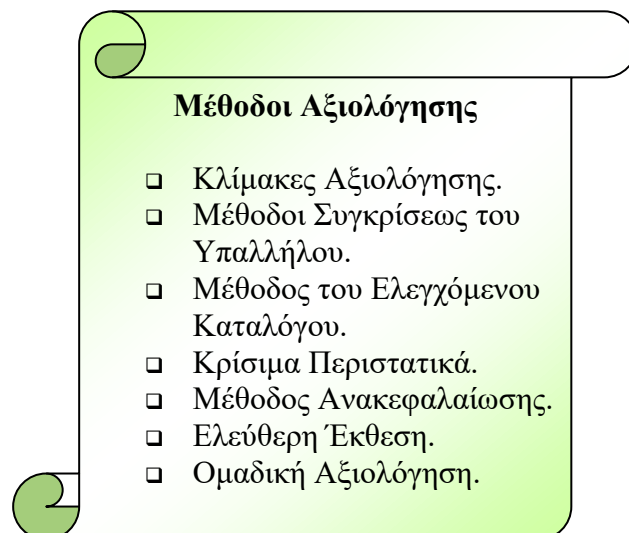 Μέθοδοι Αξιολόγησης
❑ Κλίμακες Αξιολόγησης.
❑ Μέθοδοι Συγκρίσεως του
Υπαλλήλου.
❑ Μέθοδος του Ελεγχόμενου
Καταλόγου.
❑ Κρίσιμα Περιστατικά.
❑ Μέθοδος Ανακεφαλαίωσης.
❑ Ελεύθερη Έκθεση.
❑ Ομαδική Αξιολόγηση.